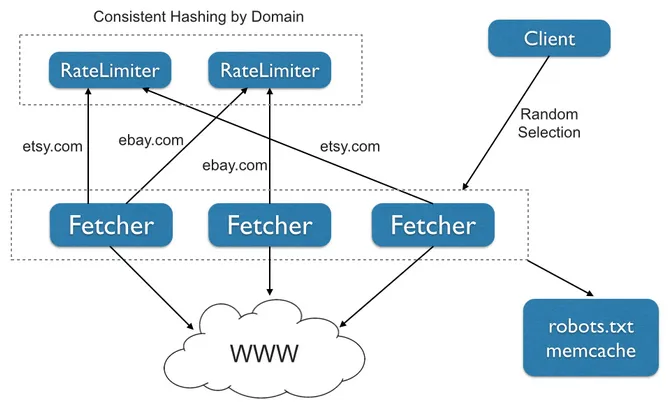 Consistent Hashing by Domain
Client
RateLimiter
RateLimiter
Random
Selection
etsy.com
ebay.com
ebay.com
etsy.com
Fetcher
Fetcher
Fetcher
robots.txt
memcache
WWW